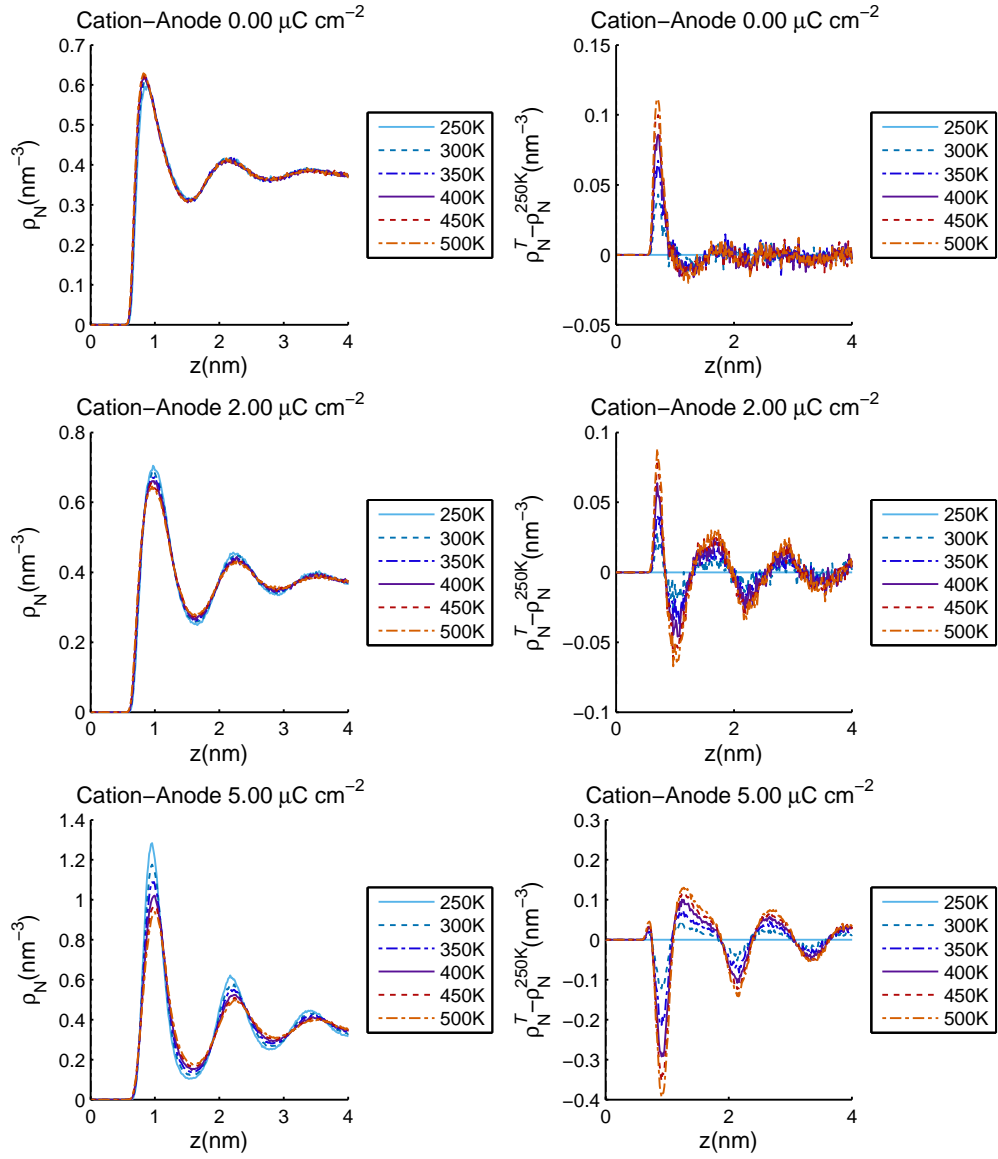 Cation−Anode 0.00 μC cm−2
0.7
0.6
0.5
0.4
0.3
0.2
0.1
0
0 1 2 3 4
ρN(nm−3)
z(nm)
250K
300K
350K
400K
450K
500K
Cation−Anode 0.00 μC cm−2
0.15
0.1
0.05
0
−0.05
0 2 4
ρNT−ρN250K(nm−3)
z(nm)
250K
300K
350K
400K
450K
500K
Cation−Anode 2.00 μC cm−2
0.8
0.6
0.4
0.2
0
0 1 2 3 4
ρN(nm−3)
z(nm)
250K
300K
350K
400K
450K
500K
Cation−Anode 2.00 μC cm−2
0.1
0.05
0
−0.05
−0.1
0 2 4
ρNT−ρN250K(nm−3)
z(nm)
250K
300K
350K
400K
450K
500K
Cation−Anode 5.00 μC cm−2
1.4
1.2
1
0.8
0.6
0.4
0.2
0
0 1 2 3 4
ρN(nm−3)
z(nm)
250K
300K
350K
400K
450K
500K
Cation−Anode 5.00 μC cm−2
0.3
0.2
0.1
0
−0.1
−0.2
−0.3
−0.4
0 2 4
ρNT−ρN250K(nm−3)
z(nm)
250K
300K
350K
400K
450K
500K